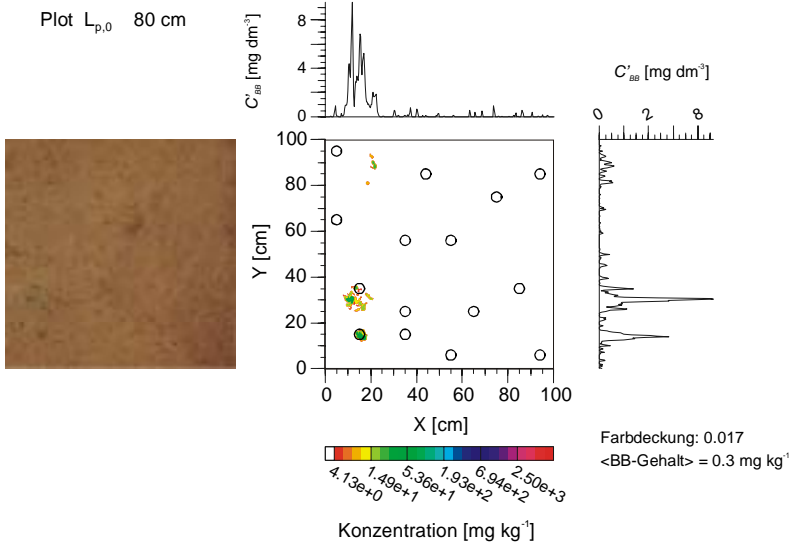 Plot L_p,0 80 cm
C'_BB [mg dm⁻³]
8
4
0
C'_BB [mg dm⁻³]
0 2 8
100
80
60
40
20
0
Y [cm]
0 20 40 60 80 100
X [cm]
4.13e+0 1.49e+1 5.36e+1 1.93e+2 6.94e+2 2.50e+3
Konzentration [mg kg⁻¹]
Farbdeckung: 0.017
<BB-Gehalt> = 0.3 mg kg⁻¹